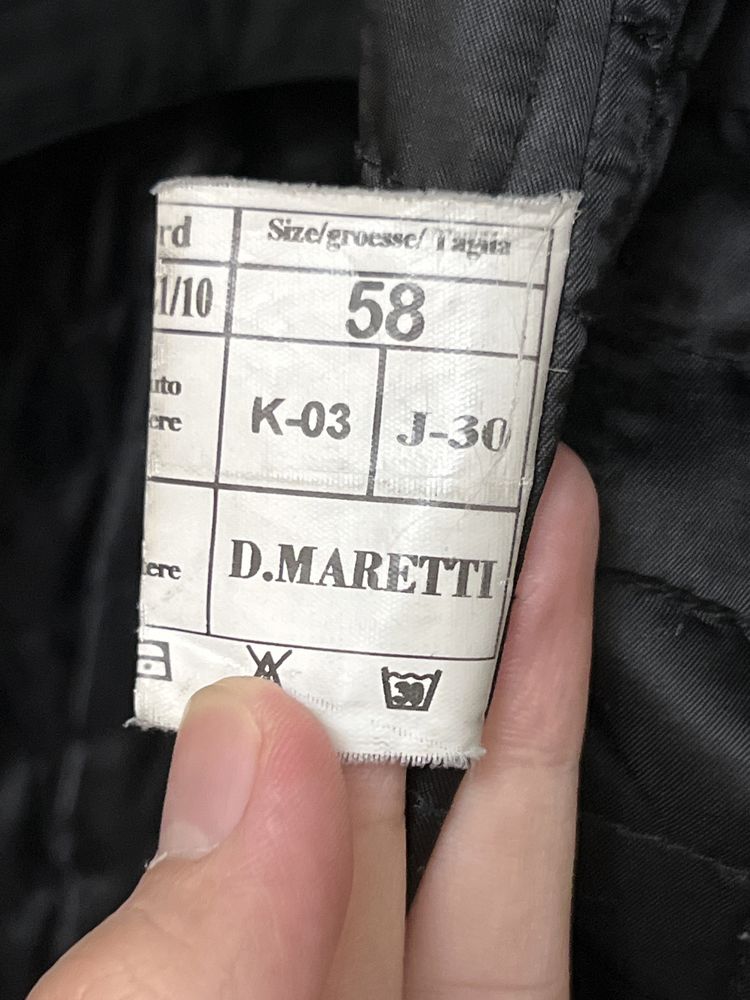 rd Size/groesse/ Taglia
1/10 58
uto
ere K-03 J-30
ere D.MARETTI
30